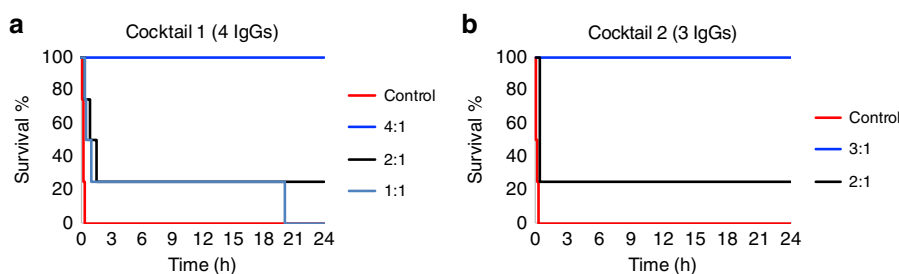 a
Cocktail 1 (4 IgGs)
100
80
60
40
20
0
Survival %
0 3 6 9 12 15 18 21 24
Time (h)
Control
4:1
2:1
1:1
b
Cocktail 2 (3 IgGs)
100
80
60
40
20
0
Survival %
0 3 6 9 12 15 18 21 24
Time (h)
Control
3:1
2:1